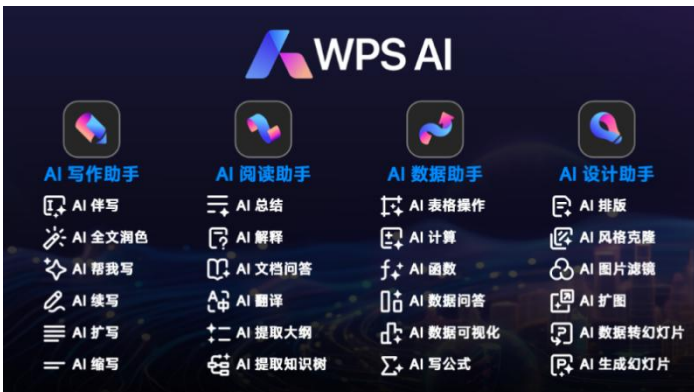 WPS AI
AI 写作助手
AI 伴写
AI 全文润色
AI 帮我写
AI 续写
AI 扩写
AI 缩写
AI 阅读助手
AI 总结
AI 解释
AI 文档问答
AI 翻译
AI 提取大纲
AI 提取知识树
AI 数据助手
AI 表格操作
AI 计算
AI 函数
AI 数据问答
AI 数据可视化
AI 写公式
AI 设计助手
AI 排版
AI 风格克隆
AI 图片滤镜
AI 扩图
AI 数据转幻灯片
AI 生成幻灯片